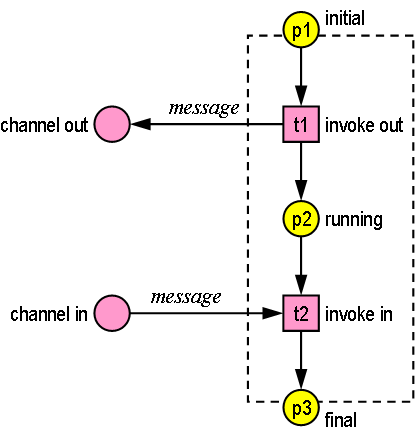 initial
p1
message
channel out
t1
invoke out
p2
running
message
channel in
t2
invoke in
p3
final